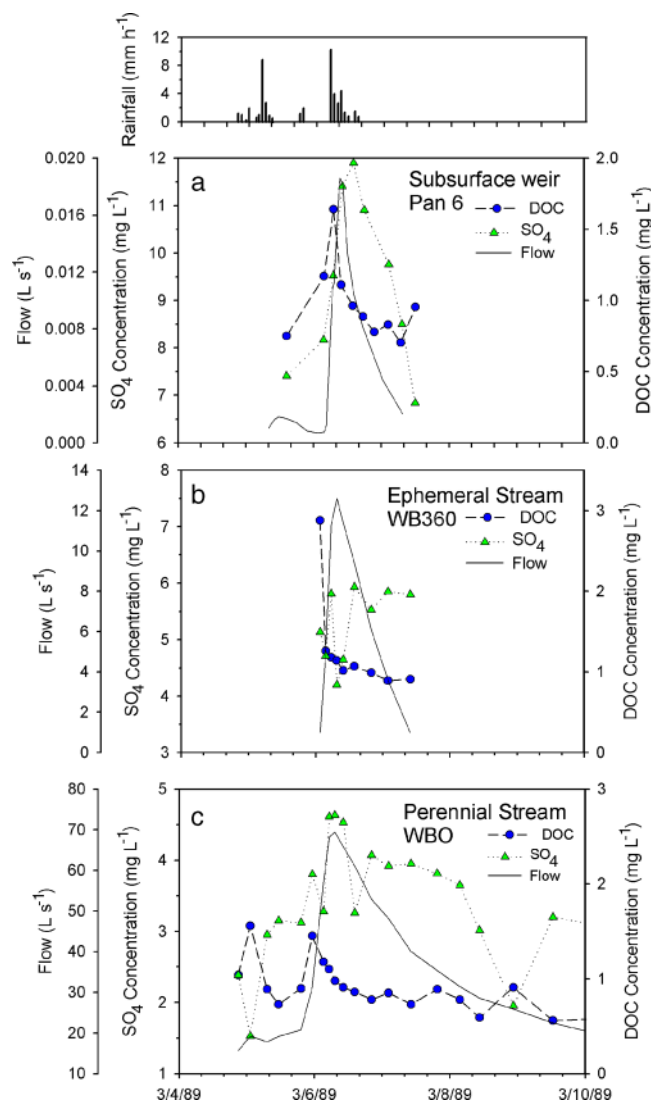 Rainfall (mm h⁻¹)
12
8
4
0
a
Subsurface weir
Pan 6
DOC
SO₄
Flow
Flow (L s⁻¹)
0.020
0.016
0.012
0.008
0.004
0.000
SO₄ Concentration (mg L⁻¹)
12
11
10
9
8
7
6
DOC Concentration (mg L⁻¹)
2.0
1.5
1.0
0.5
0.0
b
Ephemeral Stream
WB360
DOC
SO₄
Flow
Flow (L s⁻¹)
14
12
10
8
6
4
2
0
SO₄ Concentration (mg L⁻¹)
8
7
6
5
4
3
DOC Concentration (mg L⁻¹)
3
2
1
0
c
Perennial Stream
WBO
DOC
SO₄
Flow
Flow (L s⁻¹)
80
70
60
50
40
30
20
10
SO₄ Concentration (mg L⁻¹)
5
4
3
2
1
DOC Concentration (mg L⁻¹)
3
2
1
0
3/4/89
3/6/89
3/8/89
3/10/89